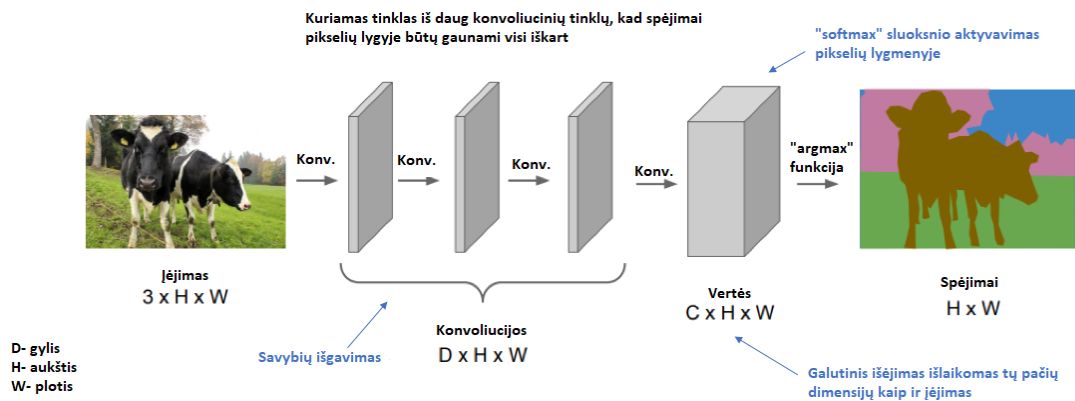 Kuriamas tinklas iš daug konvoliucinių tinklų, kad spėjimai
pikselių lygyje būtų gaunami visi iškart
"softmax" sluoksnio aktyvavimas
pikselių lygmenyje
Konv.
Konv.
Konv.
Konv.
"argmax"
funkcija
Įėjimas
3 x H x W
Savybių išgavimas
Konvoliucijos
D x H x W
Vertės
C x H x W
Spėjimai
H x W
D- gylis
H- aukštis
W- plotis
Galutinis išėjimas išlaikomas tų pačių
dimensijų kaip ir įėjimas